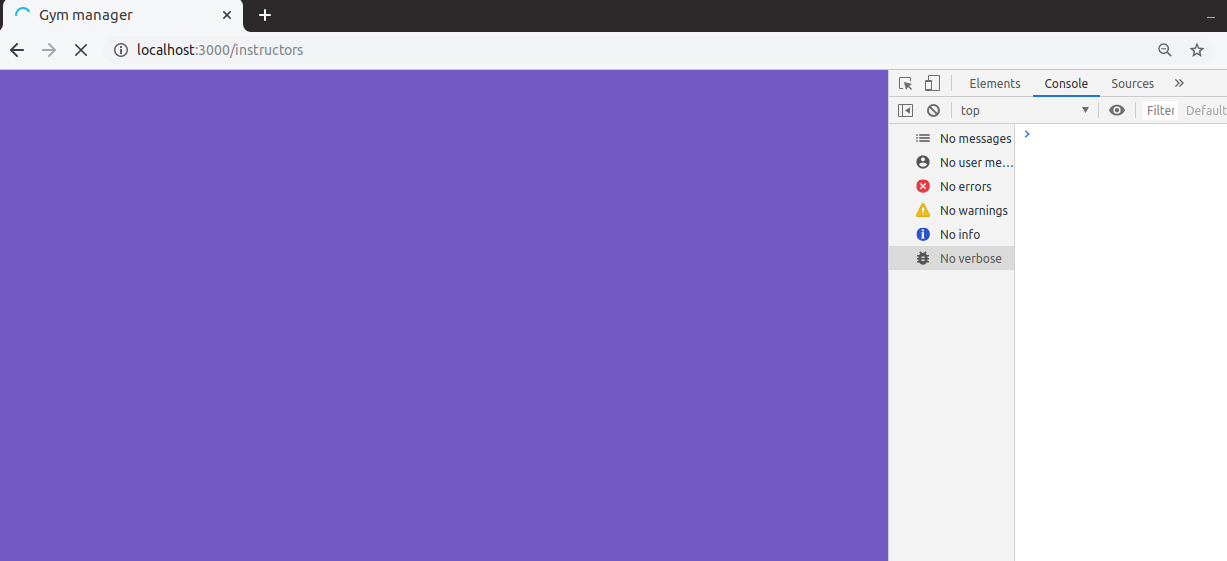 Gym manager
localhost:3000/instructors
Elements Console Sources
top Filter Default
No messages
No user me...
No errors
No warnings
No info
No verbose